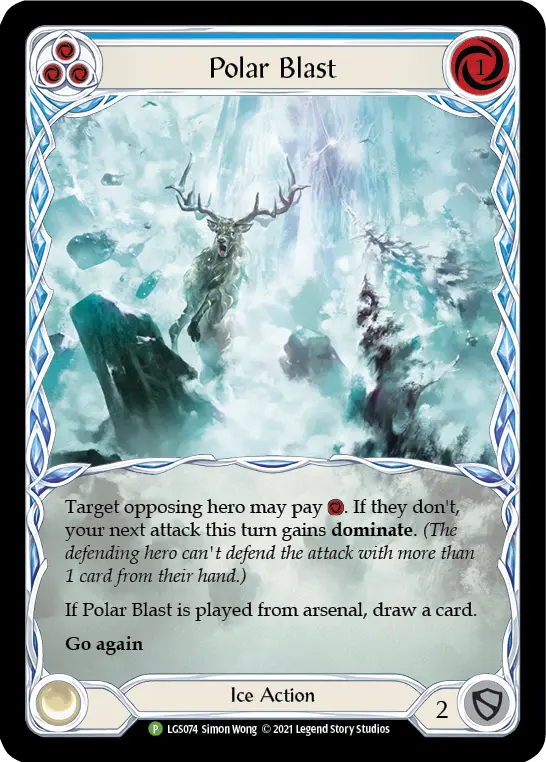 Polar Blast
1
Target opposing hero may pay . If they don't,
your next attack this turn gains dominate. (The
defending hero can't defend the attack with more than
1 card from their hand.)
If Polar Blast is played from arsenal, draw a card.
Go again
Ice Action
2
P LGS074 Simon Wong © 2021 Legend Story Studios